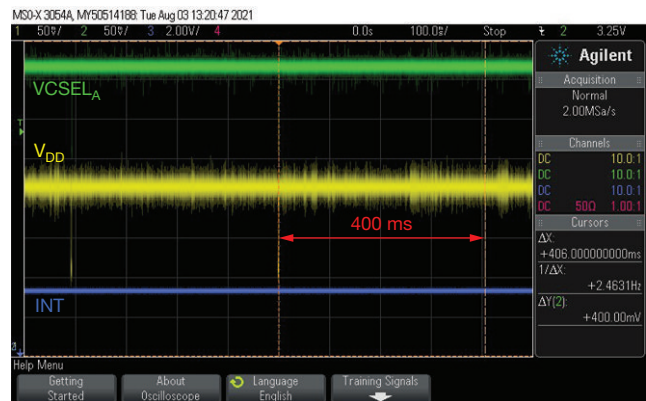 MSO-X 3054A, MY50514188: Tue Aug 03 13:20:47 2021
1 50▽/ 2 50▽/ 3 2.00V/ 4 0.0s 100.0▽/ Stop 2 3.25V
Agilent
Acquisition
Normal
2.00MSa/s
Channels
DC 10.0:1
DC 10.0:1
DC 10.0:1
DC 50Ω 1.00:1
Cursors
ΔX:
+406.000000000ms
1/ΔX:
+2.4631Hz
ΔY(2):
+400.00mV
VCSELA
T
VDD
400 ms
INT
Help Menu
Getting Started
About Oscilloscope
Language English
Training Signals